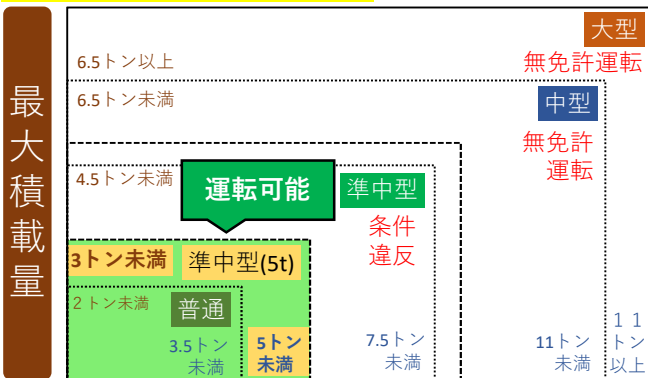 最大積載量
大型
6.5トン以上
無免許運転
6.5トン未満
中型
無免許
運転
4.5トン未満
運転可能
準中型
条件
違反
3トン未満
準中型(5t)
２トン未満
普通
3.5トン
未満
5トン
未満
7.5トン
未満
11トン
未満
１１
トン
以上